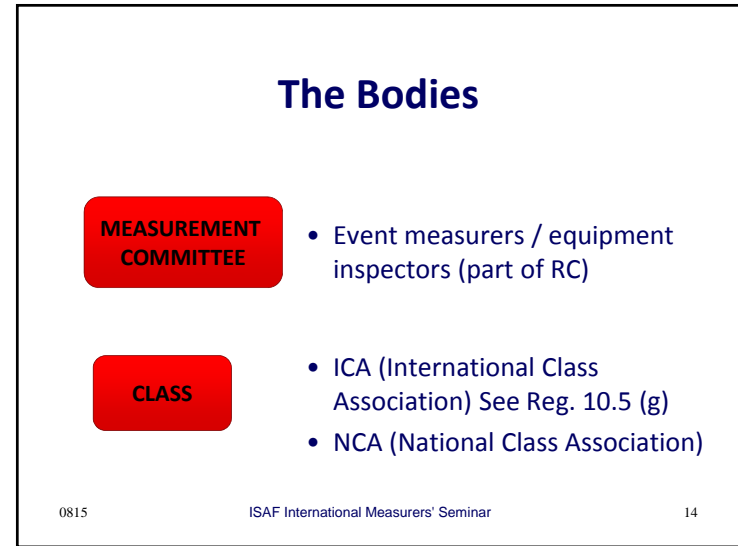 The Bodies
MEASUREMENT
COMMITTEE
• Event measurers / equipment
inspectors (part of RC)
CLASS
• ICA (International Class
Association) See Reg. 10.5 (g)
• NCA (National Class Association)
0815 ISAF International Measurers' Seminar 14